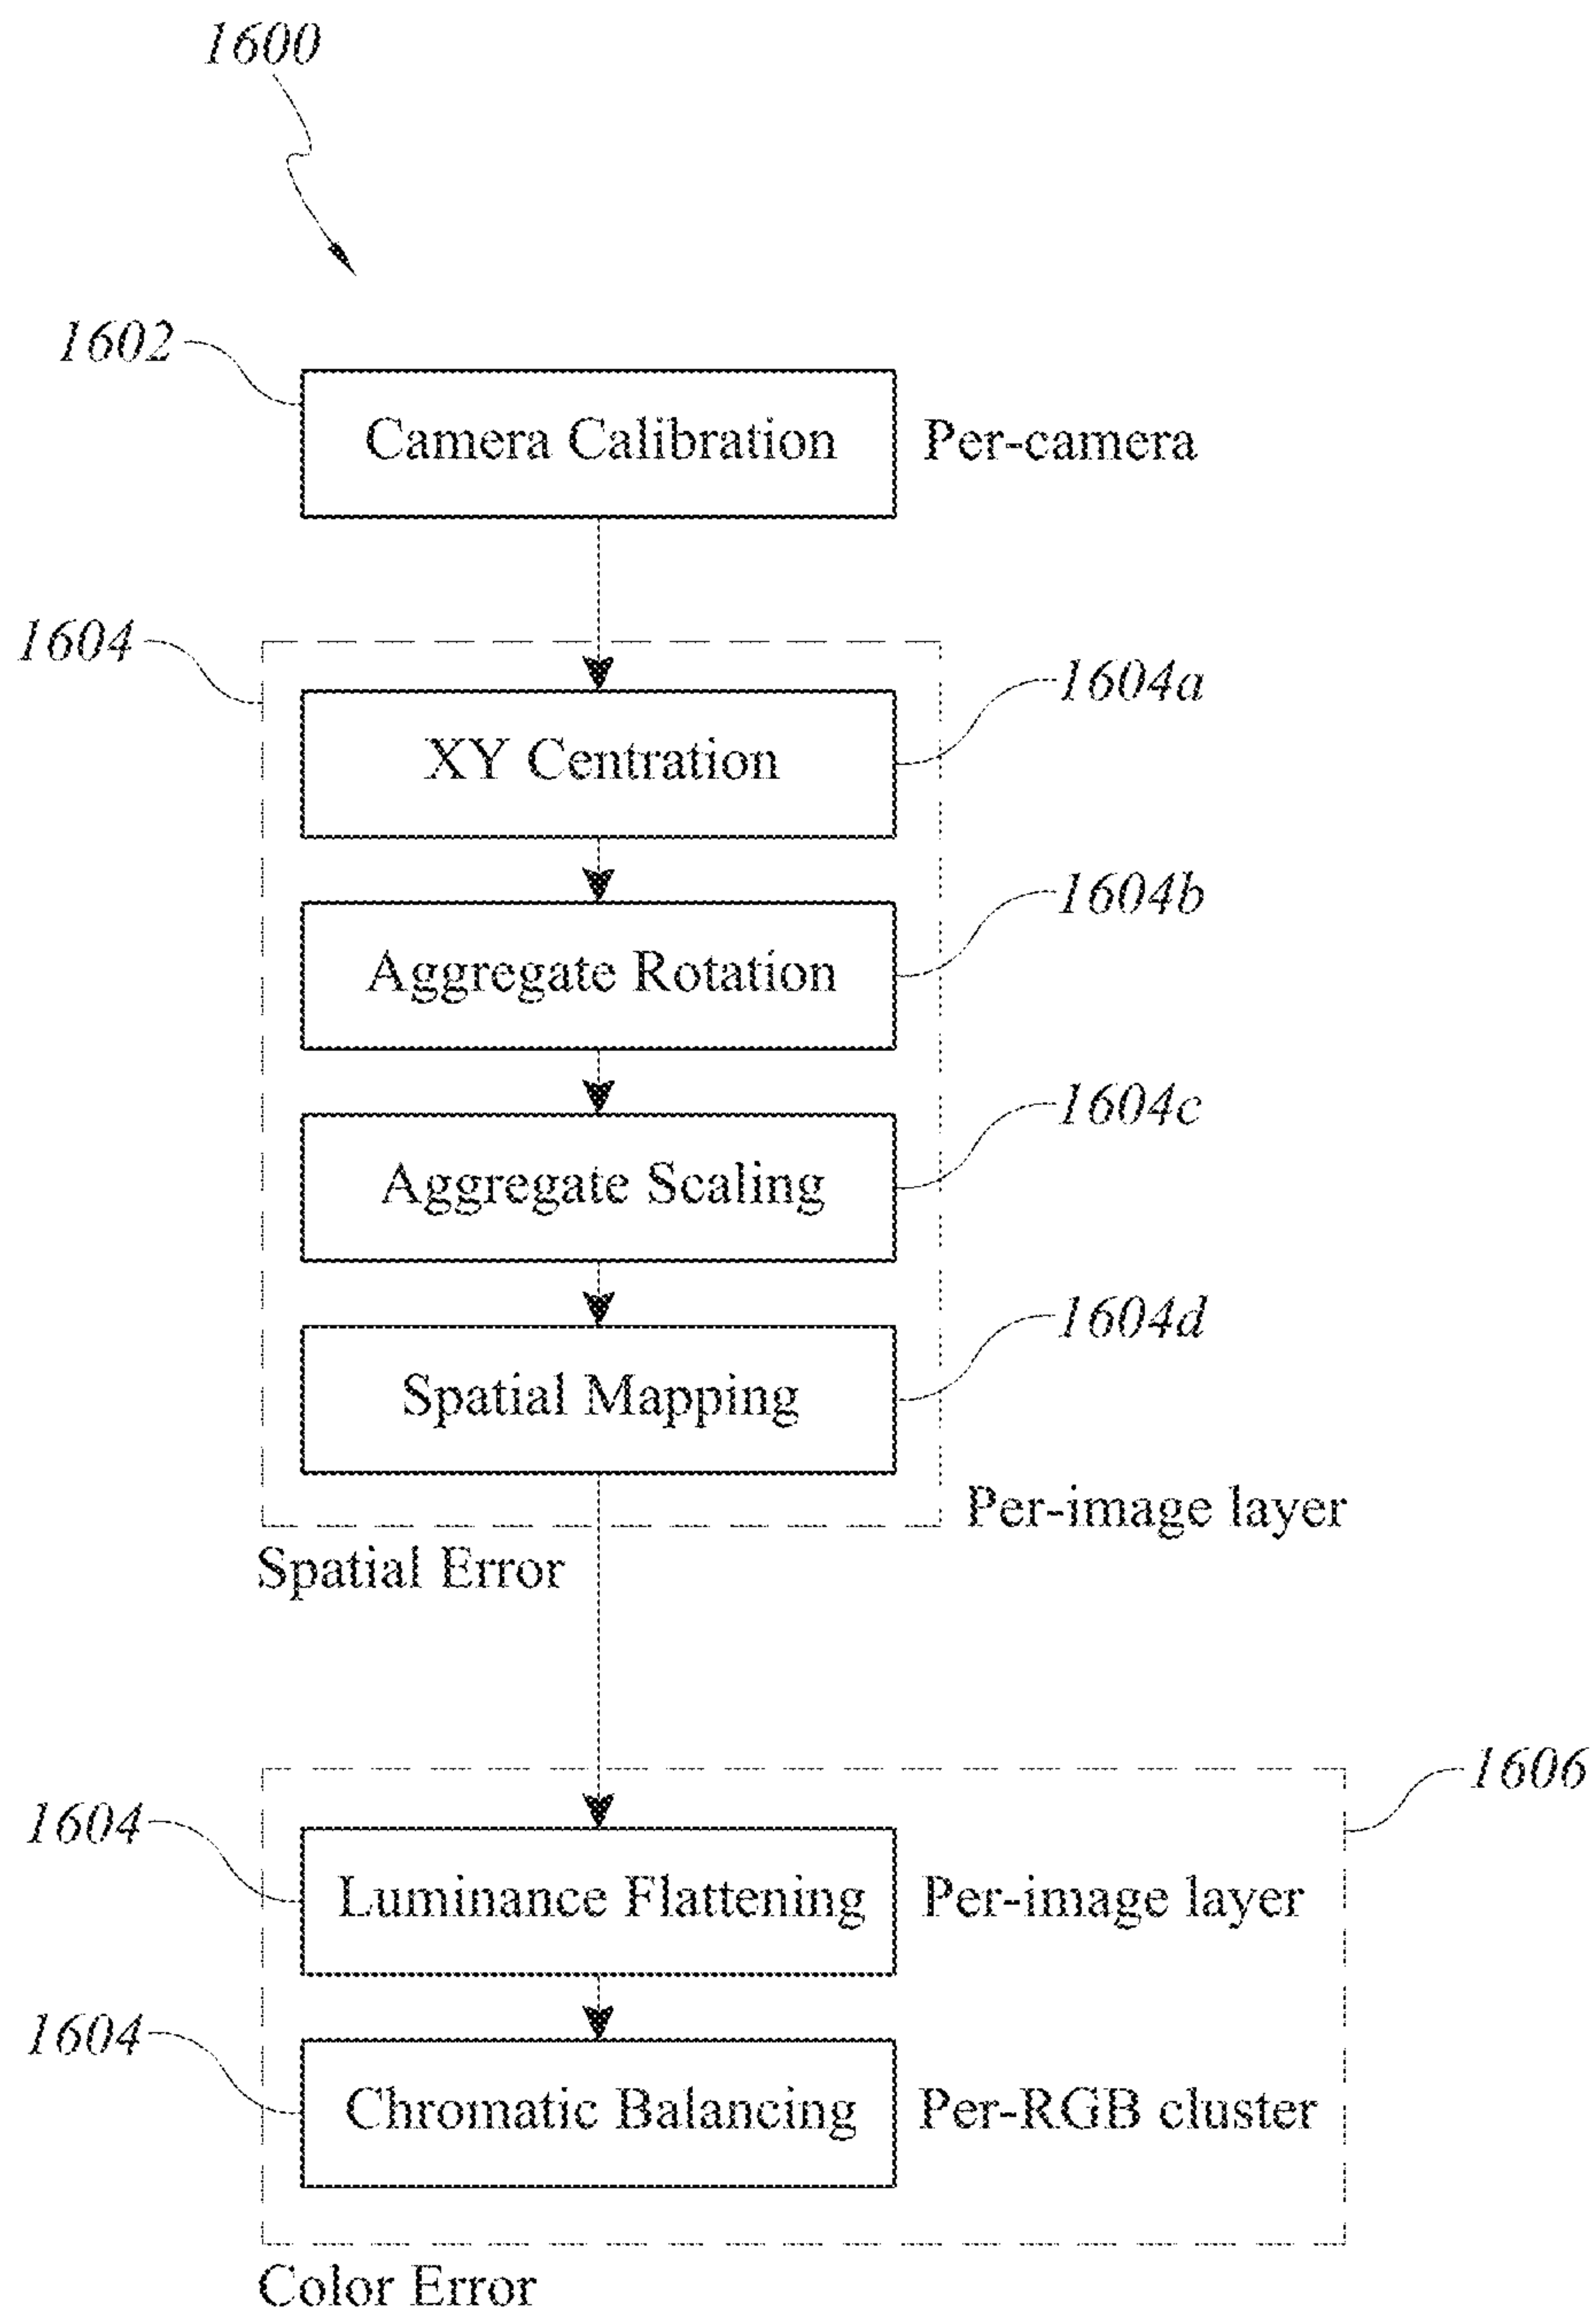 1600
1602
Camera Calibration
Per-camera
1604
1604a
XY Centration
1604b
Aggregate Rotation
1604c
Aggregate Scaling
1604d
Spatial Mapping
Per-image layer
Spatial Error
1606
1604
Luminance Flattening
Per-image layer
1604
Chromatic Balancing
Per-RGB cluster
Color Error